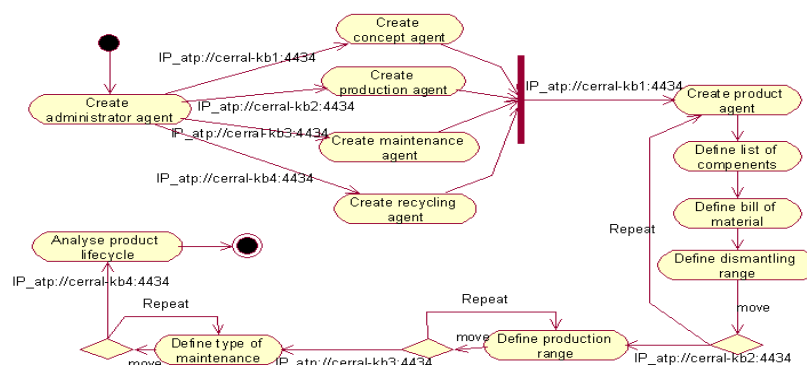 Create
concept agent
IP_atp://cerral-kb1:4434
Create
production agent
IP_atp://cerral-kb1:4434
Create
administrator agent
IP_atp://cerral-kb2:4434
Create product
agent
IP_atp://cerral-kb3:4434
Create maintenance
agent
Define list of
compenents
IP_atp://cerral-kb4:4434
Create recycling
agent
Define bill of
material
Repeat
Analyse product
lifecycle
Define dismantling
range
IP_atp://cerral-kb4:4434
move
Repeat
Repeat
Define type of
maintenance
move
Define production
range
move
IP_atp://cerral-kb3:4434
IP_atp://cerral-kb2:4434